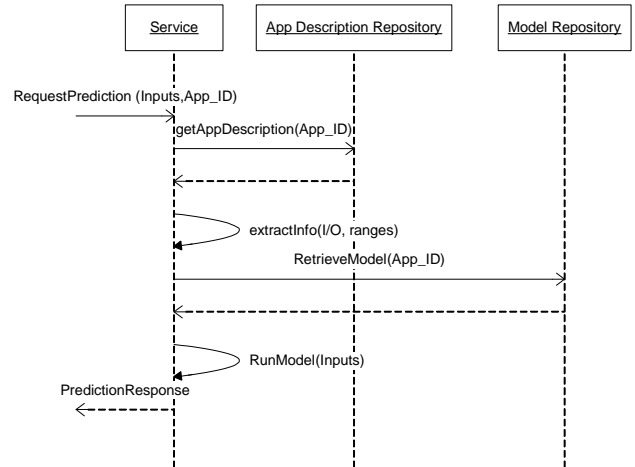 Service
App Description Repository
Model Repository
RequestPrediction (Inputs,App_ID)
getAppDescription(App_ID)
extractInfo(I/O, ranges)
RetrieveModel(App_ID)
RunModel(Inputs)
PredictionResponse